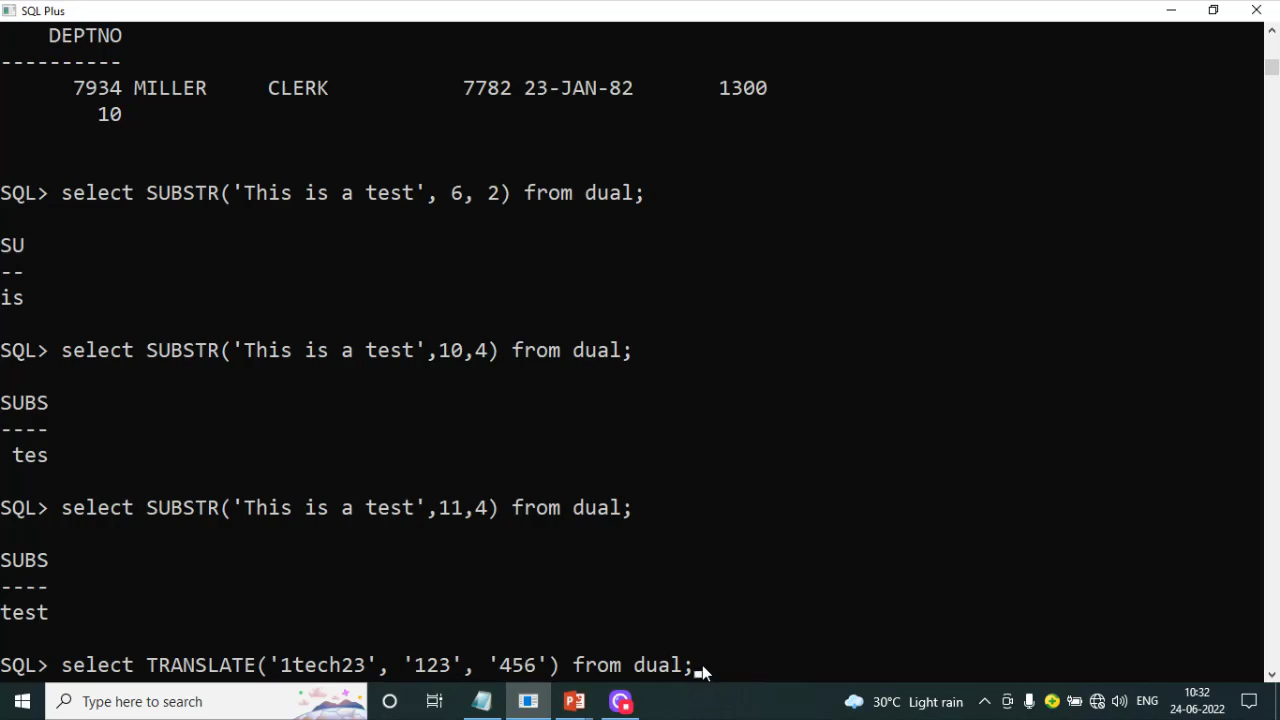 SQL Plus
DEPTNO
----------
7934 MILLER CLERK 7782 23-JAN-82 1300
10
SQL> select SUBSTR('This is a test', 6, 2) from dual;
SU
--
is
SQL> select SUBSTR('This is a test',10,4) from dual;
SUBS
----
tes
SQL> select SUBSTR('This is a test',11,4) from dual;
SUBS
----
test
SQL> select TRANSLATE('1tech23', '123', '456') from dual;
Type here to search
30°C Light rain
ENG
10:32
24-06-2022